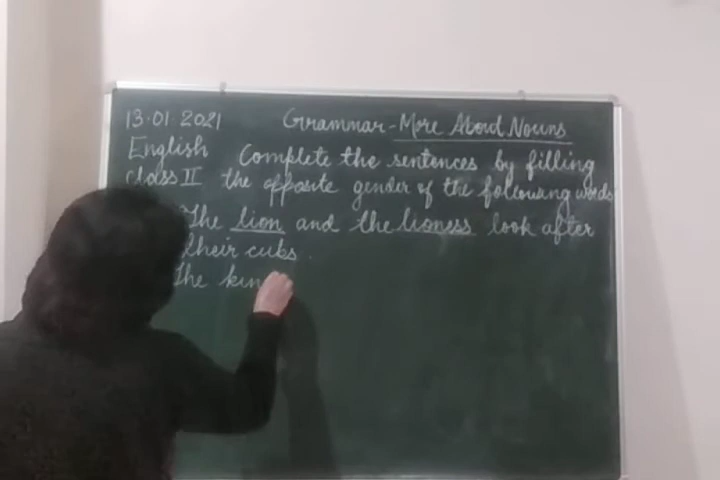 13.01.2021 Grammar - More About Nouns
English Complete the sentences by filling
class II the opposite gender of the following words
The lion and the lioness look after
their cubs.
The kin